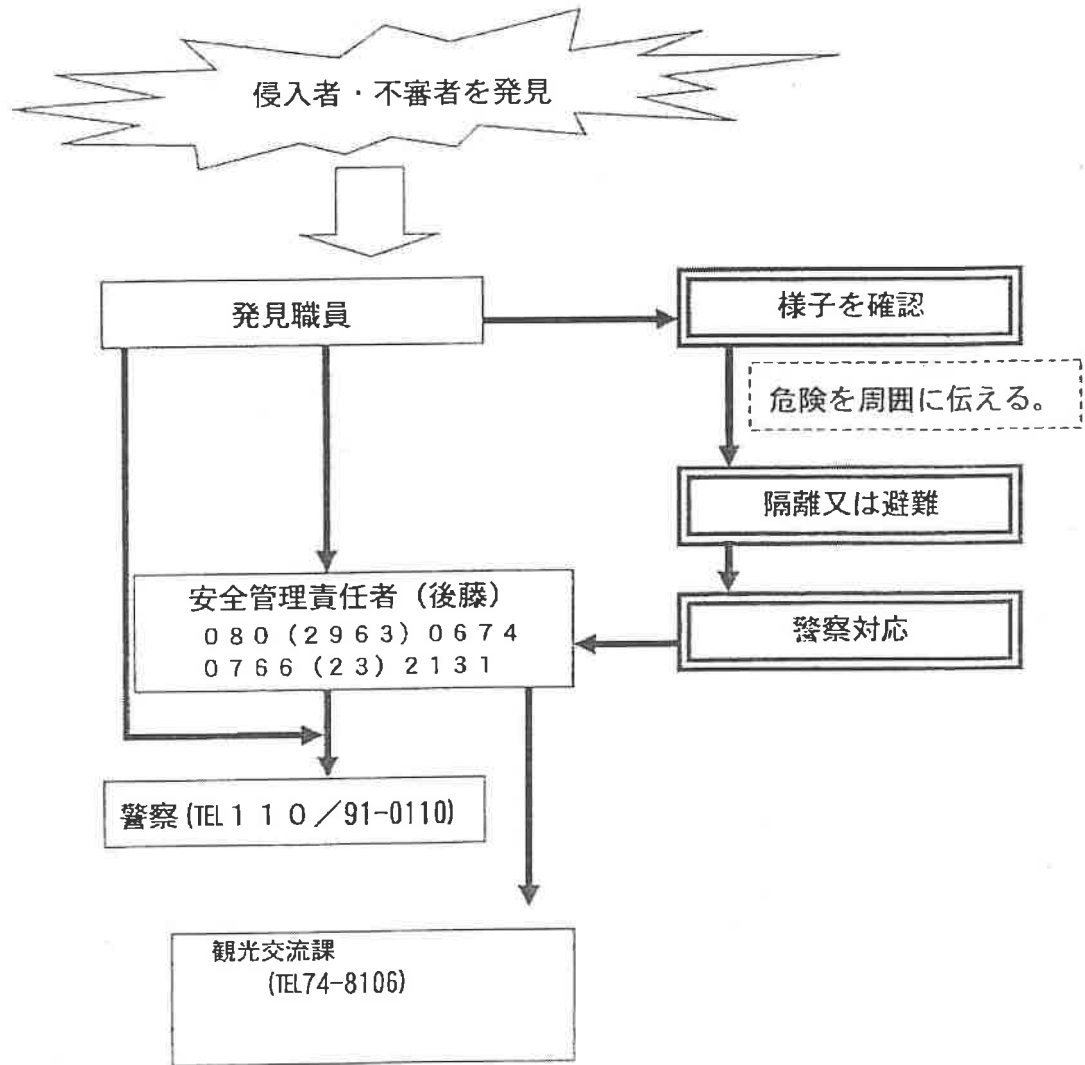 侵入者・不審者を発見
発見職員
様子を確認
危険を周囲に伝える。
隔離又は避難
安全管理責任者（後藤）
０８０（２９６３）０６７４
０７６６（２３）２１３１
警察対応
警察(TEL１１０／91-0110)
観光交流課
(TEL74-8106)